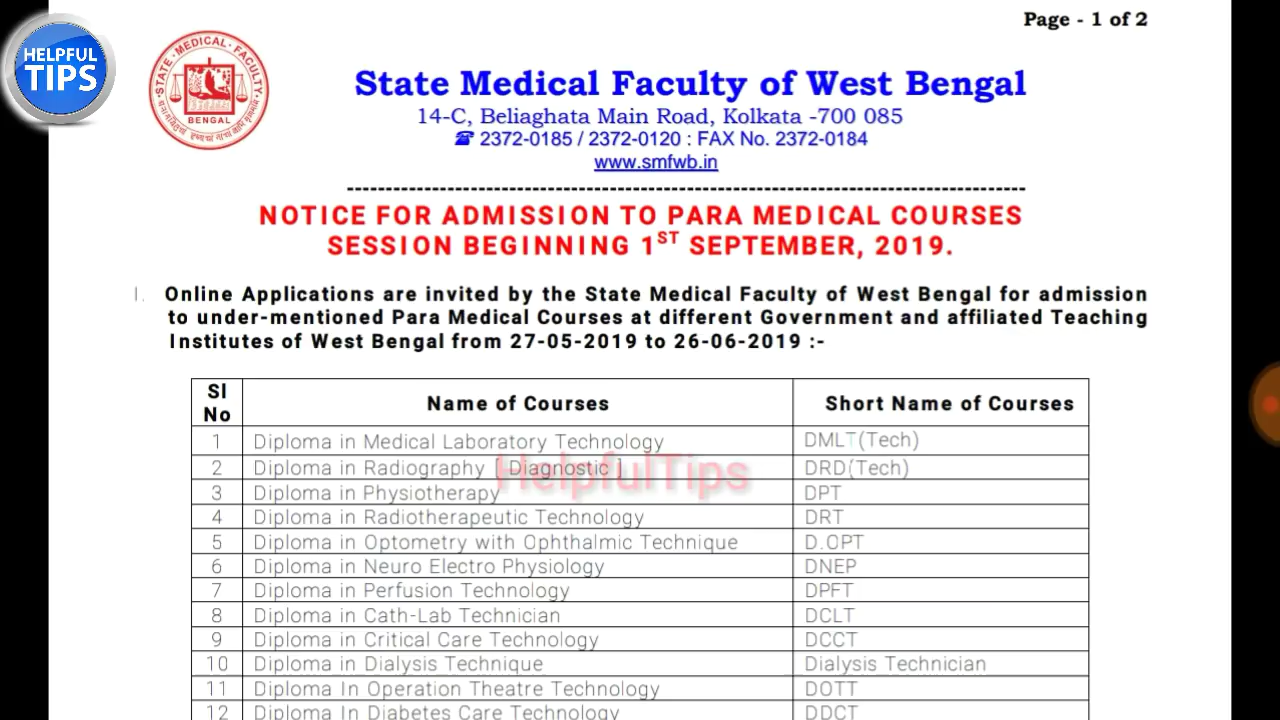 Page - 1 of 2
HELPFUL
TIPS
STATE MEDICAL FACULTY
BENGAL
State Medical Faculty of West Bengal
14-C, Beliaghata Main Road, Kolkata -700 085
☎ 2372-0185 / 2372-0120 : FAX No. 2372-0184
www.smfwb.in
NOTICE FOR ADMISSION TO PARA MEDICAL COURSES
SESSION BEGINNING 1ST SEPTEMBER, 2019.
I. Online Applications are invited by the State Medical Faculty of West Bengal for admission
to under-mentioned Para Medical Courses at different Government and affiliated Teaching
Institutes of West Bengal from 27-05-2019 to 26-06-2019 :-
Sl No Name of Courses Short Name of Courses
1 Diploma in Medical Laboratory Technology DMLT(Tech)
2 Diploma in Radiography [ Diagnostic ] DRD(Tech)
HelpfulTips
3 Diploma in Physiotherapy DPT
4 Diploma in Radiotherapeutic Technology DRT
5 Diploma in Optometry with Ophthalmic Technique D.OPT
6 Diploma in Neuro Electro Physiology DNEP
7 Diploma in Perfusion Technology DPFT
8 Diploma in Cath-Lab Technician DCLT
9 Diploma in Critical Care Technology DCCT
10 Diploma in Dialysis Technique Dialysis Technician
11 Diploma In Operation Theatre Technology DOTT
12 Diploma In Diabetes Care Technology DDCT